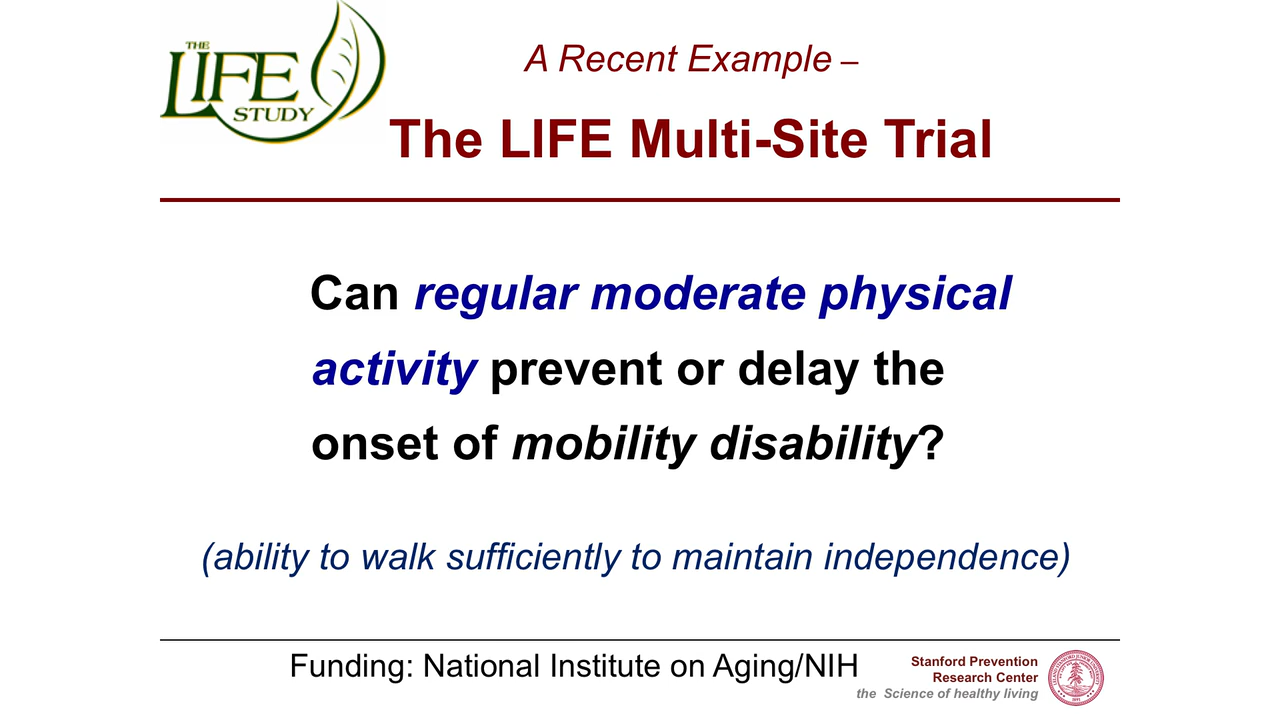 THE
LIFE
STUDY
A Recent Example –
The LIFE Multi-Site Trial
Can regular moderate physical
activity prevent or delay the
onset of mobility disability?
(ability to walk sufficiently to maintain independence)
Funding: National Institute on Aging/NIH
Stanford Prevention
Research Center
the Science of healthy living